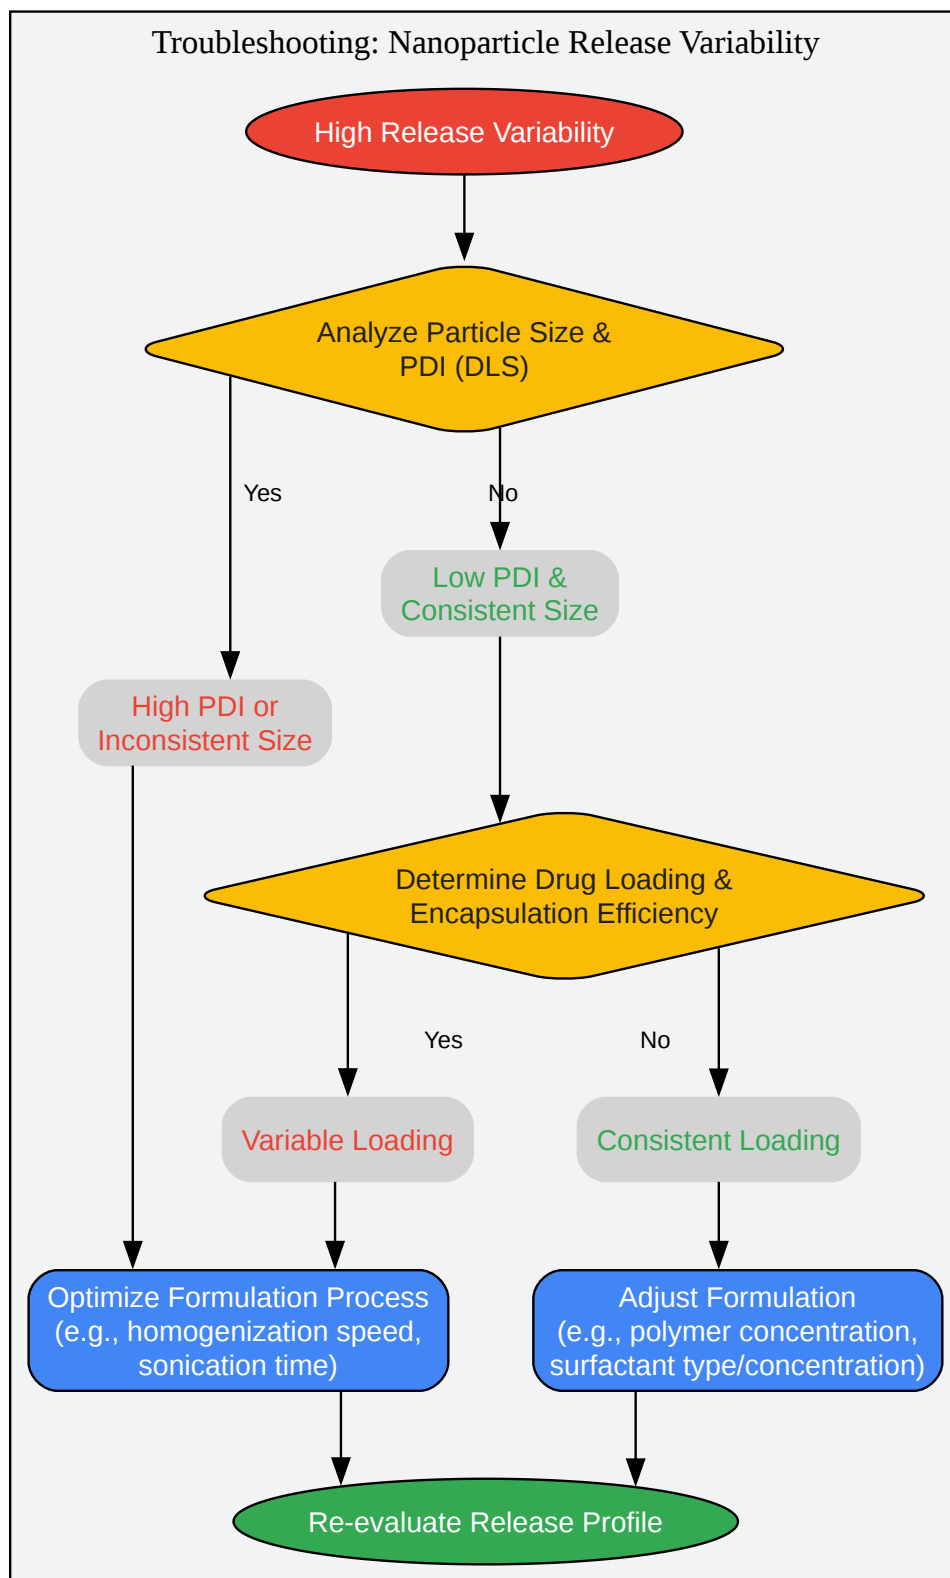 Troubleshooting: Nanoparticle Release Variability
High Release Variability
Analyze Particle Size &
PDI (DLS)
Yes
No
Low PDI &
Consistent Size
High PDI or
Inconsistent Size
Determine Drug Loading &
Encapsulation Efficiency
Yes
No
Variable Loading
Consistent Loading
Optimize Formulation Process
(e.g., homogenization speed,
sonication time)
Adjust Formulation
(e.g., polymer concentration,
surfactant type/concentration)
Re-evaluate Release Profile